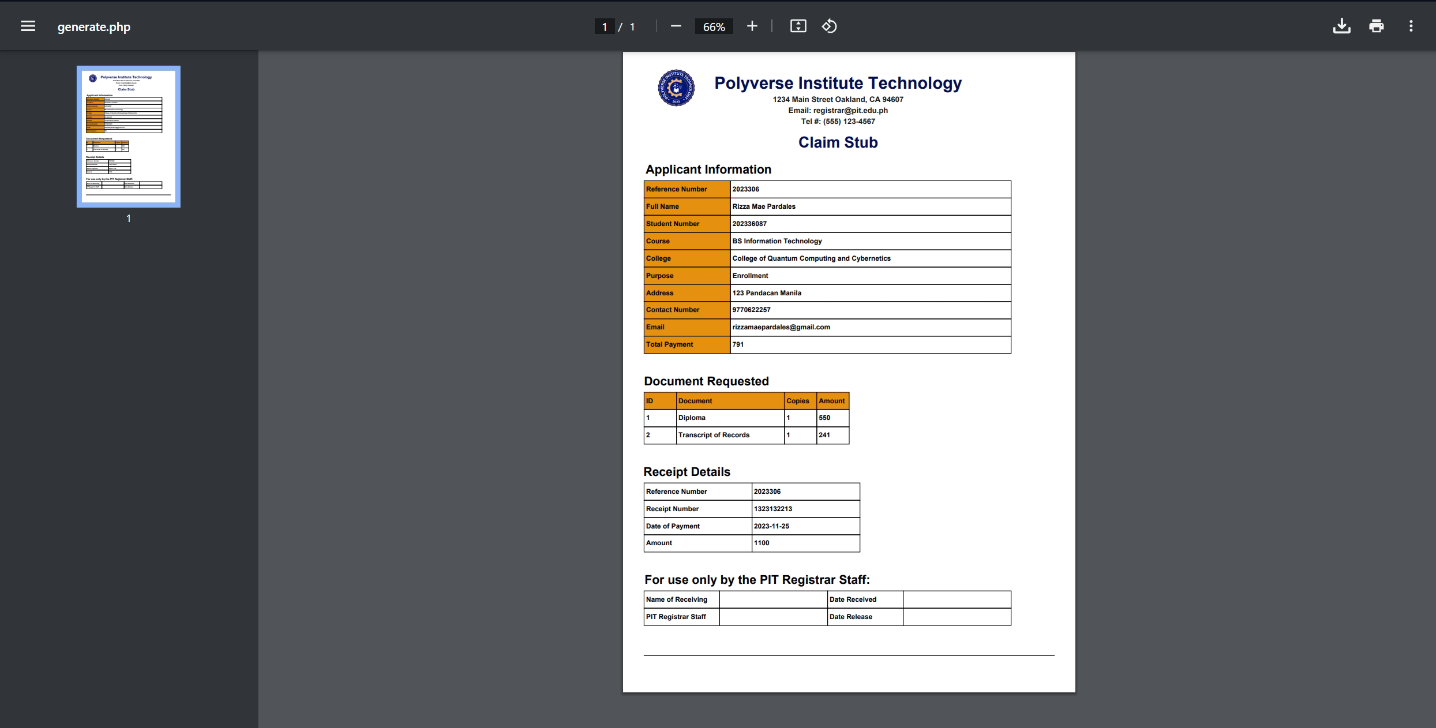 generate.php
1 / 1
66%
Polyverse Institute Technology
1234 Main Street Oakland, CA 94607
Email: registrar@pit.edu.ph
Tel #: (555) 123-4567
Claim Stub
Applicant Information
Reference Number 2023306
Full Name Rizza Mae Pardales
Student Number 202336087
Course BS Information Technology
College College of Quantum Computing and Cybernetics
Purpose Enrollment
Address 123 Pandacan Manila
Contact Number 9770622257
Email rizzamaepardales@gmail.com
Total Payment 791
Document Requested
ID Document Copies Amount
1 Diploma 1 550
2 Transcript of Records 1 241
Receipt Details
Reference Number 2023306
Receipt Number 1323132213
Date of Payment 2023-11-25
Amount 1100
For use only by the PIT Registrar Staff:
Name of Receiving Date Received
PIT Registrar Staff Date Release
1